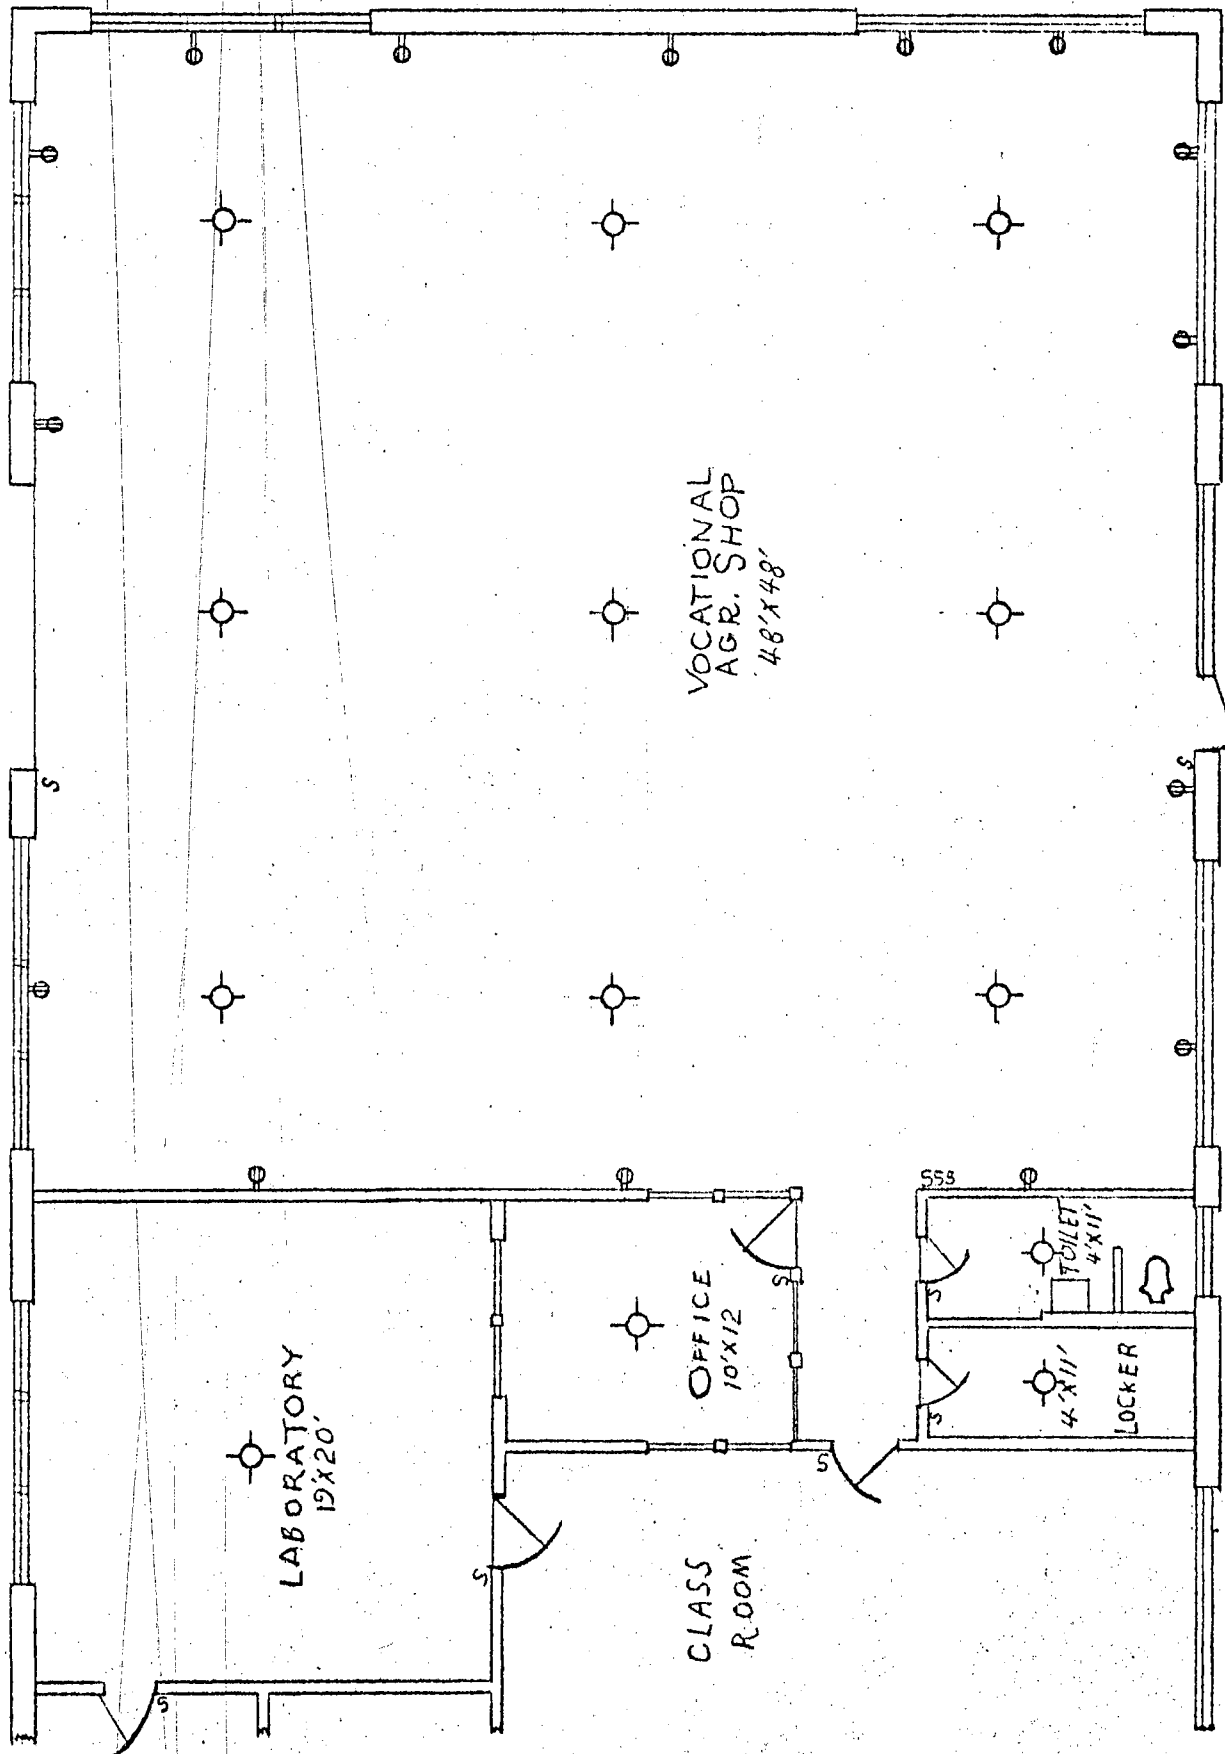 VOCATIONAL
AGR. SHOP
48'X48'
S
S
SSS
LABORATORY
19'X20'
S
S
OFFICE
10'X12
S
TOILET
4'X11'
S
4'X11'
LOCKER
S
CLASS
ROOM
S